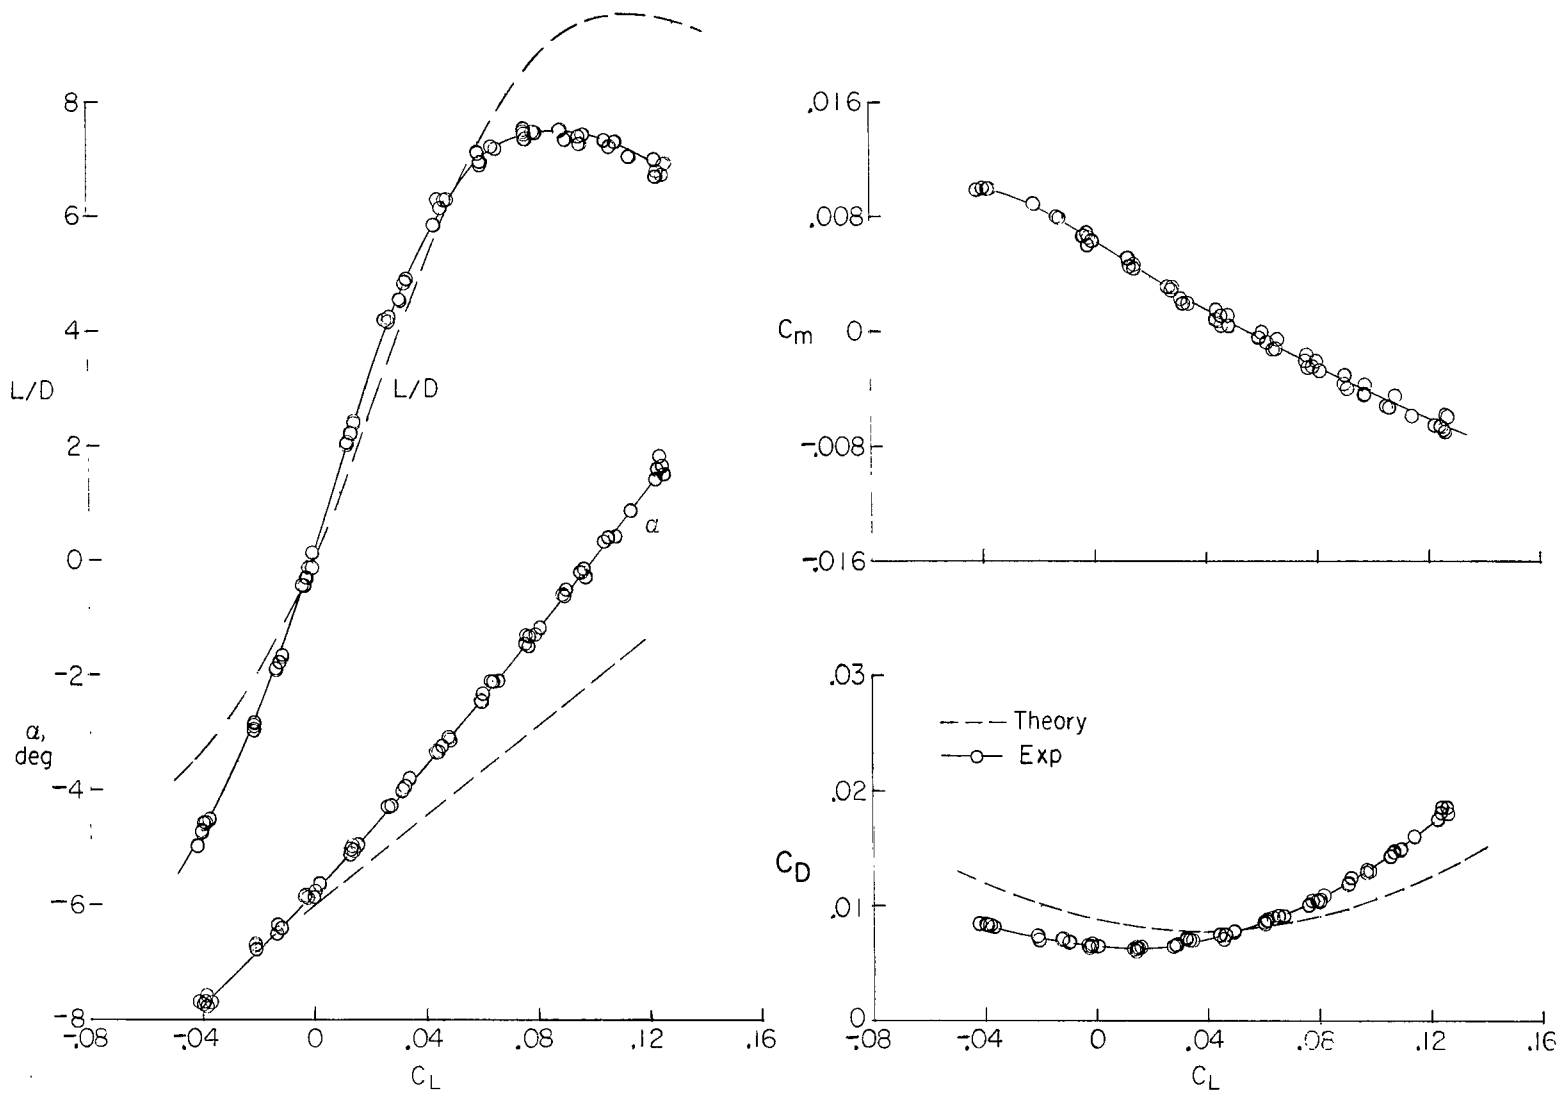 8
6
4
L/D
2
0
-2
α,
deg
-4
-6
-8
-.08
-.04
0
.04
.08
.12
.16
C_L
L/D
α
.016
.008
C_m
0
-.008
-.016
.03
.02
C_D
.01
0
-.08
-.04
0
.04
.08
.12
.16
C_L
Theory
Exp